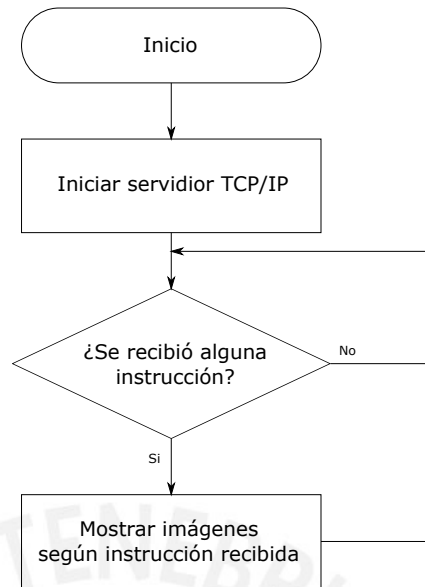 Inicio
Iniciar servidior TCP/IP
¿Se recibió alguna
instrucción?
No
Si
Mostrar imágenes
según instrucción recibida